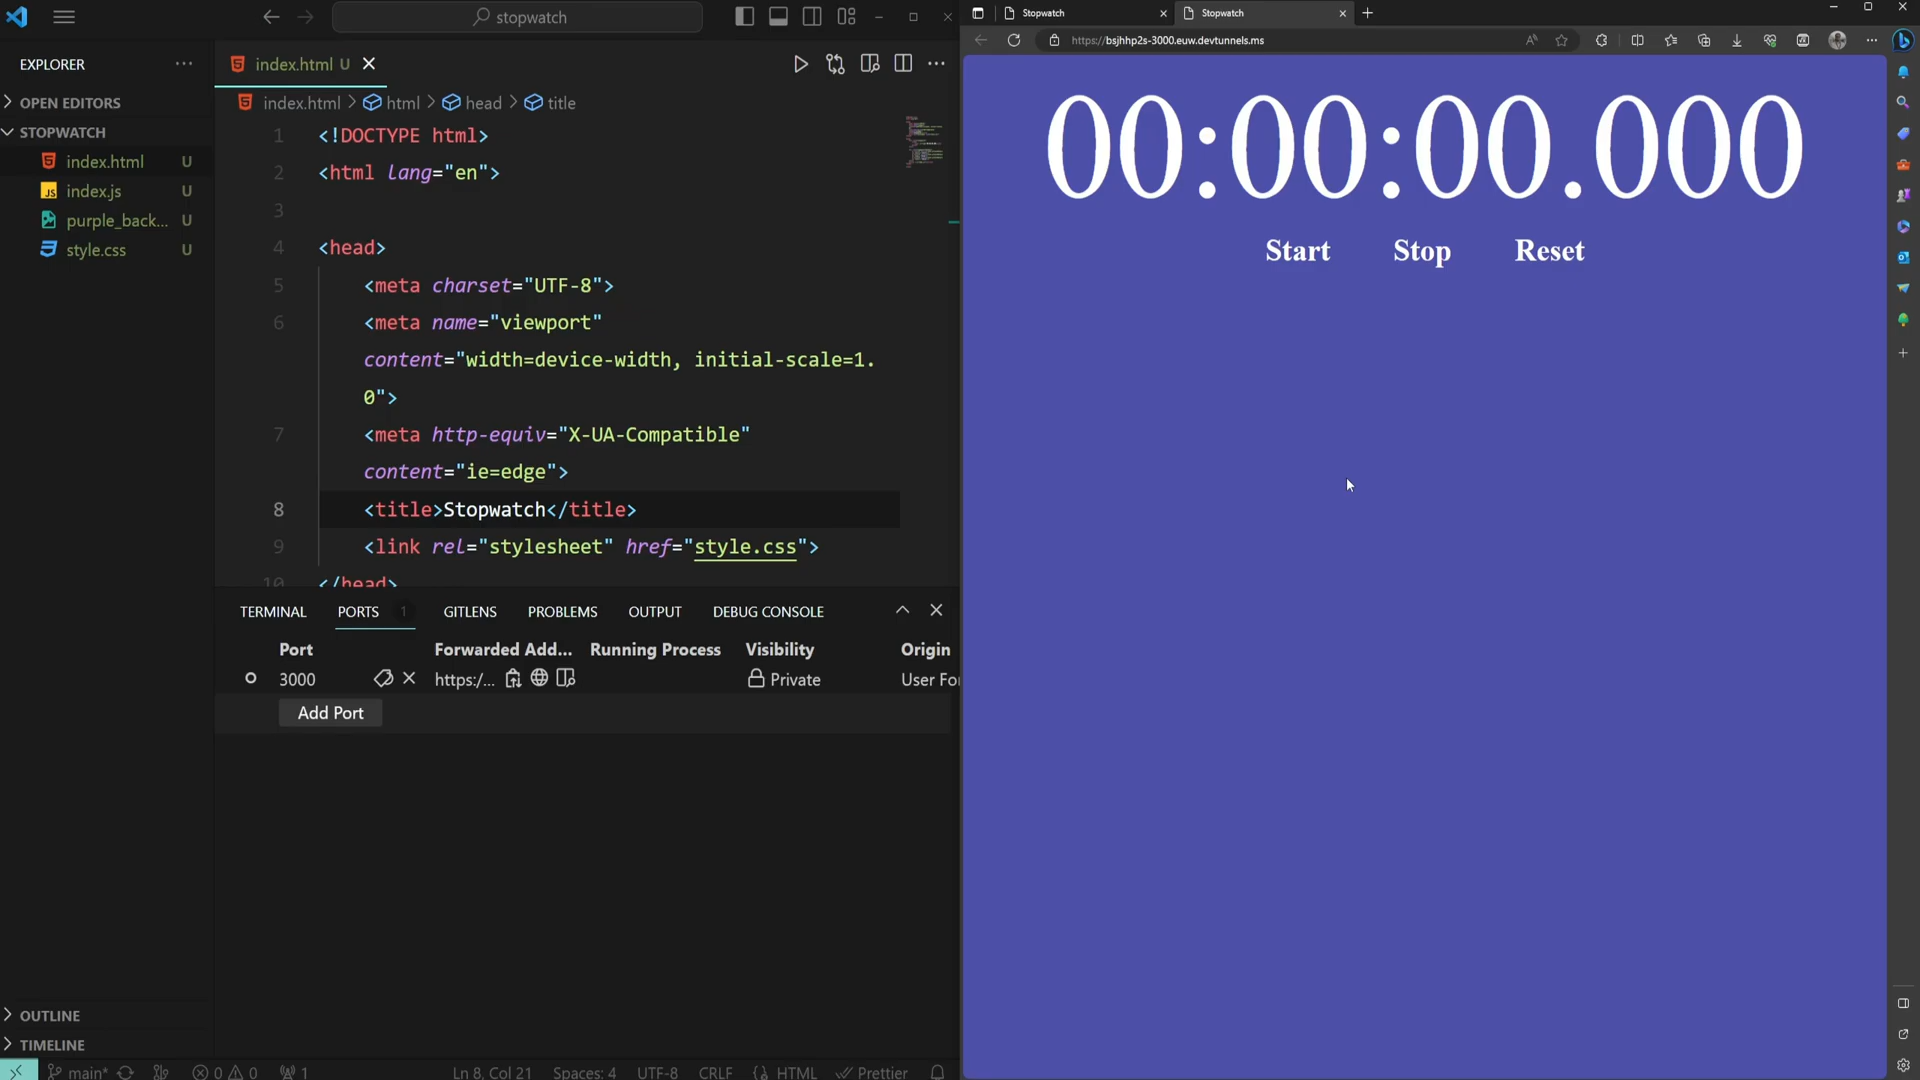 stopwatch
EXPLORER
OPEN EDITORS
STOPWATCH
index.html U
index.js U
purple_back... U
style.css U
OUTLINE
TIMELINE
index.html U
index.html > html > head > title
1 <!DOCTYPE html>
2 <html lang="en">
3
4 <head>
5 <meta charset="UTF-8">
6 <meta name="viewport"
content="width=device-width, initial-scale=1.
0">
7 <meta http-equiv="X-UA-Compatible"
content="ie=edge">
8 <title>Stopwatch</title>
9 <link rel="stylesheet" href="style.css">
10 </head>
TERMINAL PORTS 1 GITLENS PROBLEMS OUTPUT DEBUG CONSOLE
Port Forwarded Add... Running Process Visibility Origin
3000 https:/... Private User Fo
Add Port
main* 0 0 1 Ln 8, Col 21 Spaces: 4 UTF-8 CRLF HTML Prettier
Stopwatch Stopwatch
https://bsjhhp2s-3000.euw.devtunnels.ms
00:00:00.000
Start Stop Reset